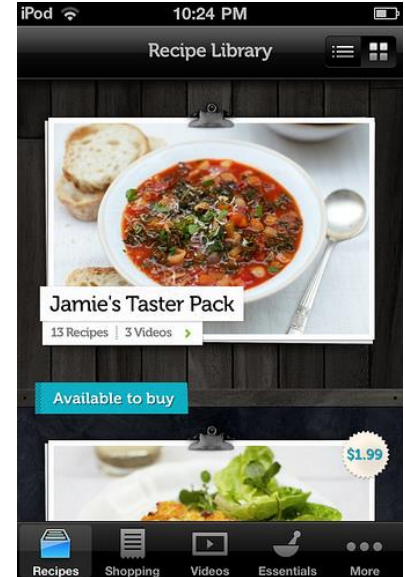 iPod 10:24 PM
Recipe Library
Jamie's Taster Pack
13 Recipes | 3 Videos >
Available to buy
$1.99
Recipes Shopping Videos Essentials More